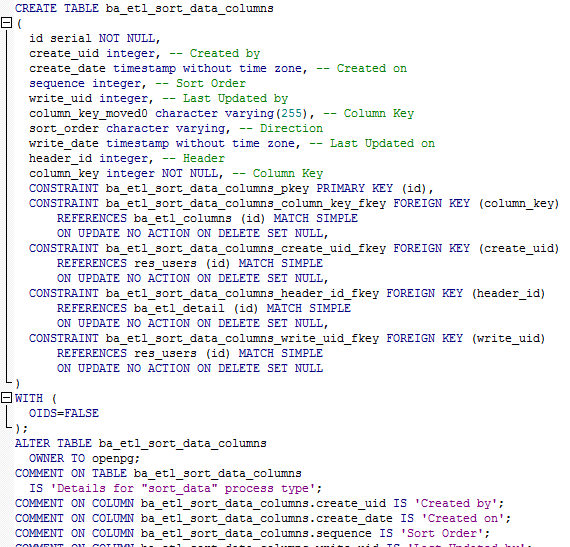 CREATE TABLE ba_etl_sort_data_columns
(
id serial NOT NULL,
create_uid integer, -- Created by
create_date timestamp without time zone, -- Created on
sequence integer, -- Sort Order
write_uid integer, -- Last Updated by
column_key_moved0 character varying(255), -- Column Key
sort_order character varying, -- Direction
write_date timestamp without time zone, -- Last Updated on
header_id integer, -- Header
column_key integer NOT NULL, -- Column Key
CONSTRAINT ba_etl_sort_data_columns_pkey PRIMARY KEY (id),
CONSTRAINT ba_etl_sort_data_columns_column_key_fkey FOREIGN KEY (column_key)
REFERENCES ba_etl_columns (id) MATCH SIMPLE
ON UPDATE NO ACTION ON DELETE SET NULL,
CONSTRAINT ba_etl_sort_data_columns_create_uid_fkey FOREIGN KEY (create_uid)
REFERENCES res_users (id) MATCH SIMPLE
ON UPDATE NO ACTION ON DELETE SET NULL,
CONSTRAINT ba_etl_sort_data_columns_header_id_fkey FOREIGN KEY (header_id)
REFERENCES ba_etl_detail (id) MATCH SIMPLE
ON UPDATE NO ACTION ON DELETE SET NULL,
CONSTRAINT ba_etl_sort_data_columns_write_uid_fkey FOREIGN KEY (write_uid)
REFERENCES res_users (id) MATCH SIMPLE
ON UPDATE NO ACTION ON DELETE SET NULL
)
WITH (
OIDS=FALSE
);
ALTER TABLE ba_etl_sort_data_columns
OWNER TO openpg;
COMMENT ON TABLE ba_etl_sort_data_columns
IS 'Details for "sort_data" process type';
COMMENT ON COLUMN ba_etl_sort_data_columns.create_uid IS 'Created by';
COMMENT ON COLUMN ba_etl_sort_data_columns.create_date IS 'Created on';
COMMENT ON COLUMN ba_etl_sort_data_columns.sequence IS 'Sort Order';
COMMENT ON COLUMN ba_etl_sort_data_columns.write_uid IS 'Last Updated by';